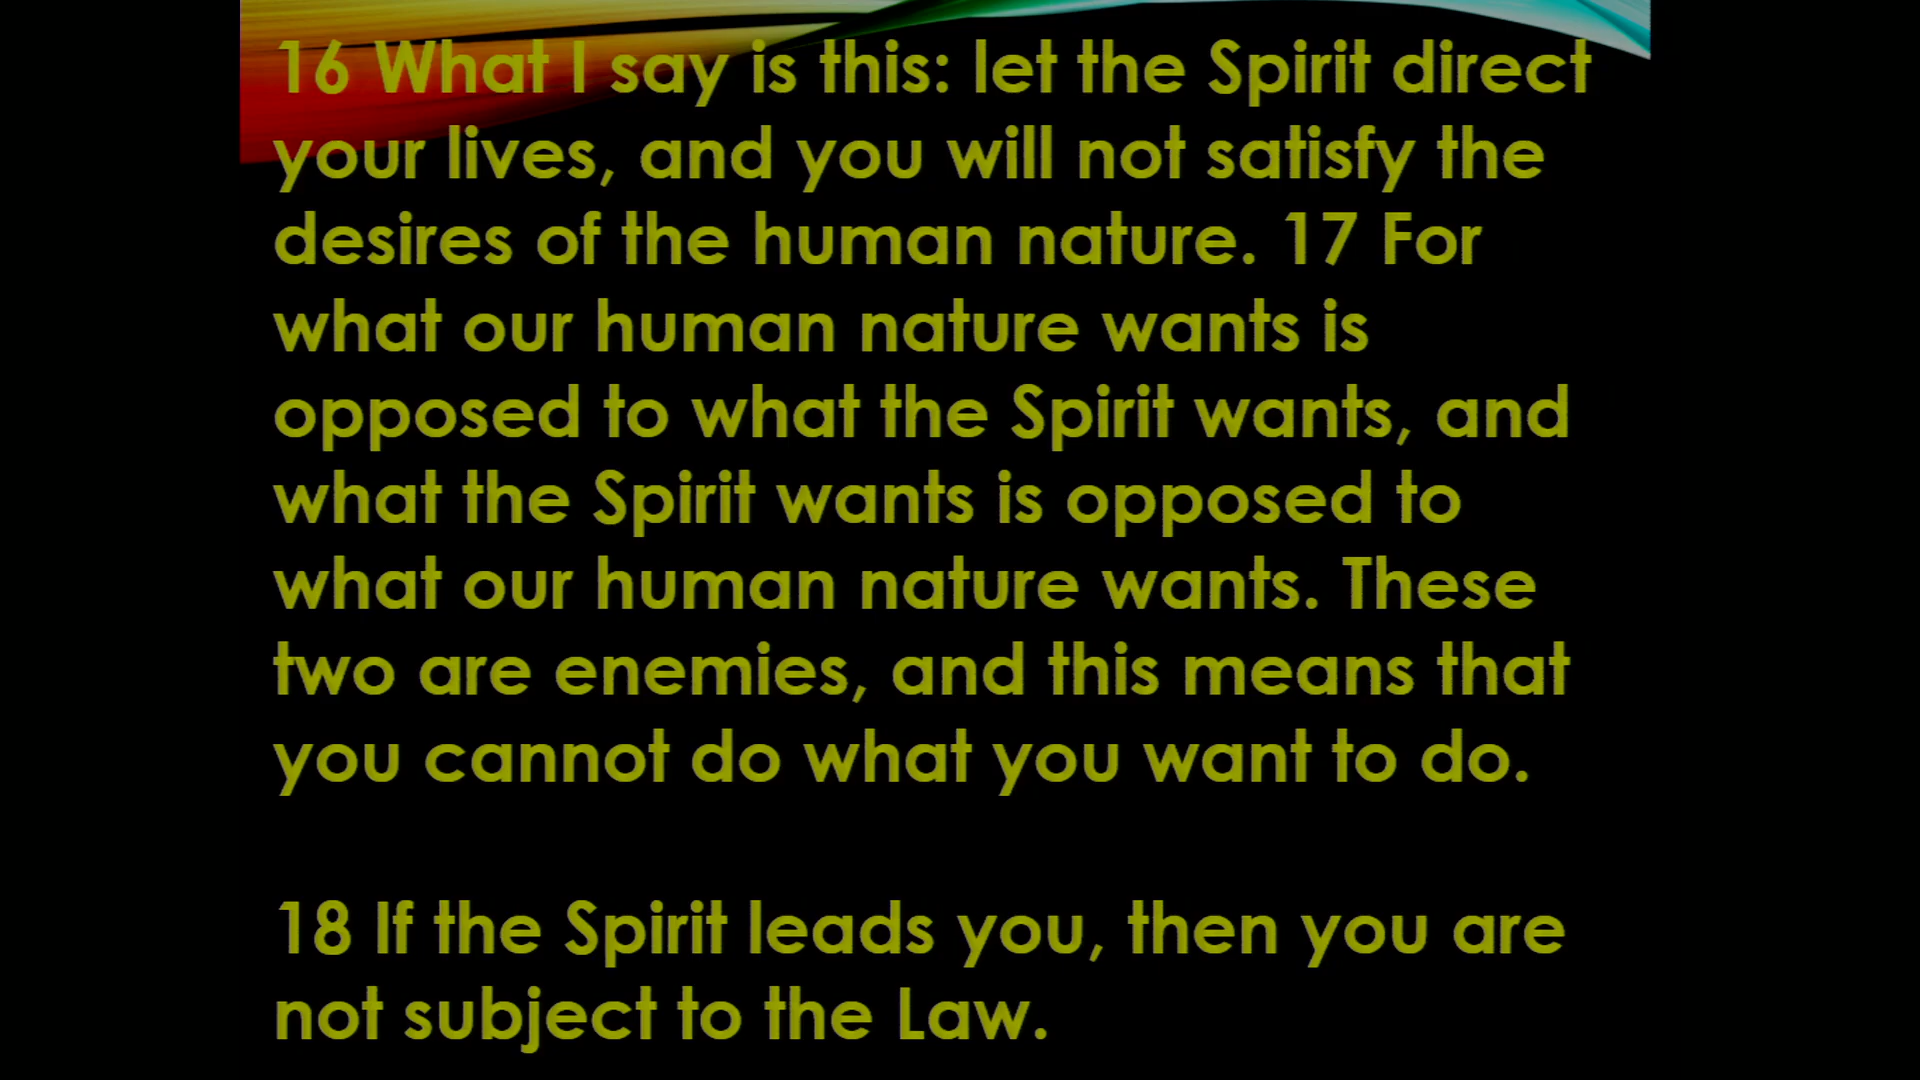 16 What I say is this: let the Spirit direct
your lives, and you will not satisfy the
desires of the human nature. 17 For
what our human nature wants is
opposed to what the Spirit wants, and
what the Spirit wants is opposed to
what our human nature wants. These
two are enemies, and this means that
you cannot do what you want to do.
18 If the Spirit leads you, then you are
not subject to the Law.